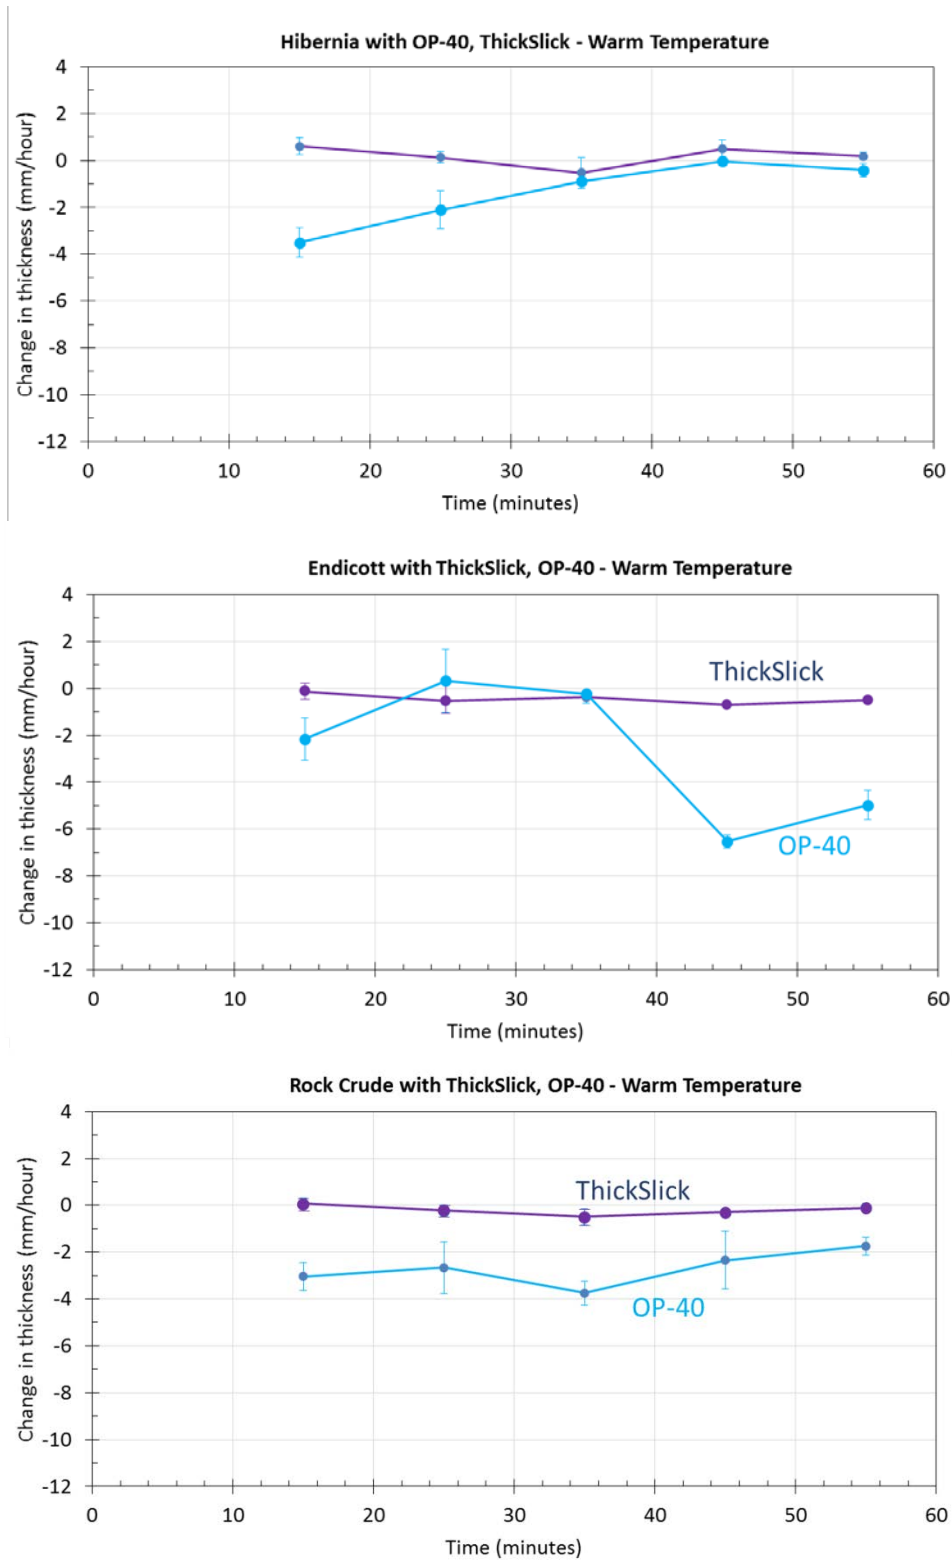 Hibernia with OP-40, ThickSlick - Warm Temperature
4
2
0
-2
-4
-6
-8
-10
-12
Change in thickness (mm/hour)
0 10 20 30 40 50 60
Time (minutes)
Endicott with ThickSlick, OP-40 - Warm Temperature
4
2
0
-2
-4
-6
-8
-10
-12
Change in thickness (mm/hour)
ThickSlick
OP-40
0 10 20 30 40 50 60
Time (minutes)
Rock Crude with ThickSlick, OP-40 - Warm Temperature
4
2
0
-2
-4
-6
-8
-10
-12
Change in thickness (mm/hour)
ThickSlick
OP-40
0 10 20 30 40 50 60
Time (minutes)